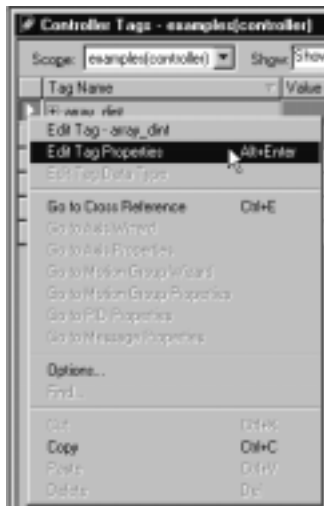 Controller Tags - examples(controller)
Scope: examples(controller) Show: Show
Tag Name Value
array_dint
Edit Tag - array_dint
Edit Tag Properties Alt+Enter
Edit Tag Data Type
Go to Cross Reference Ctrl+E
Go to Axis Wizard
Go to Axis Properties
Go to Motion Group Wizard
Go to Motion Group Properties
Go to PID Properties
Go to Message Properties
Options...
Find...
Cut Ctrl+X
Copy Ctrl+C
Paste Ctrl+V
Delete Del